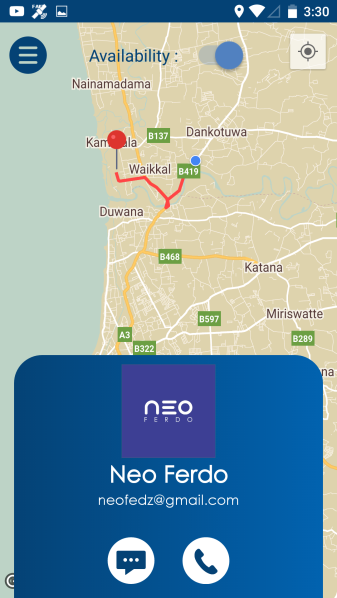 3:30
Availability :
Nainamadama
B137
Dankotuwa
Waikkal
B419
Duwana
B468
Katana
B597
Miriswatte
A3
B289
B322
neo
FERDO
Neo Ferdo
neofedz@gmail.com